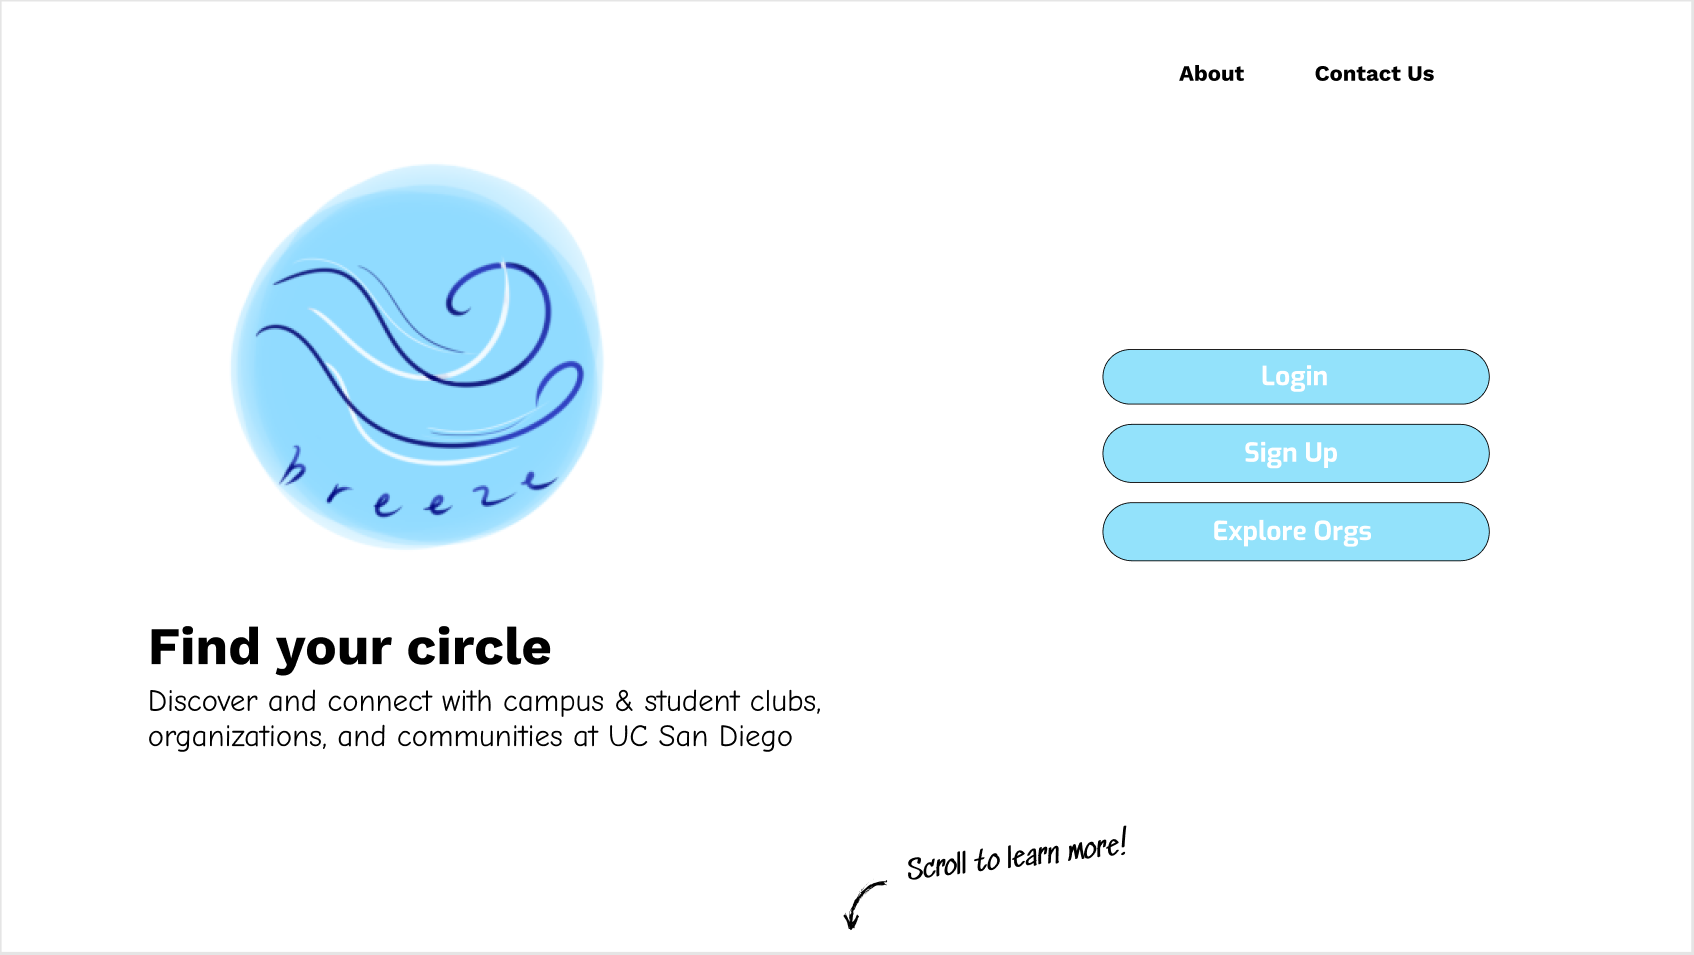 About Contact Us
breeze
Login
Sign Up
Explore Orgs
Find your circle
Discover and connect with campus & student clubs,
organizations, and communities at UC San Diego
Scroll to learn more!